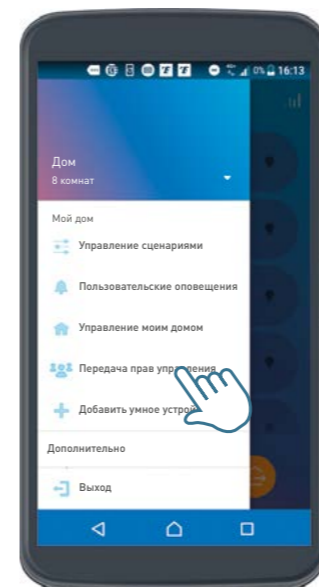 0% 16:13
Дом
8 комнат
Мой дом
Управление сценариями
Пользовательские оповещения
Управление моим домом
Передача прав управления
Добавить умное
Дополнительно
Выход